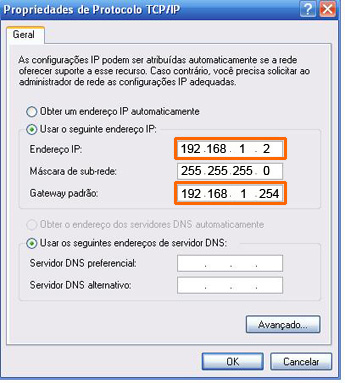 Propriedades de Protocolo TCP/IP
Geral
As configurações IP podem ser atribuídas automaticamente se a rede
oferecer suporte a esse recurso. Caso contrário, você precisa solicitar ao
administrador de rede as configurações IP adequadas.
Obter um endereço IP automaticamente
Usar o seguinte endereço IP:
Endereço IP: 192 . 168 . 1 . 2
Máscara de sub-rede: 255 . 255 . 255 . 0
Gateway padrão: 192 . 168 . 1 . 254
Obter o endereço dos servidores DNS automaticamente
Usar os seguintes endereços de servidor DNS:
Servidor DNS preferencial: . . .
Servidor DNS alternativo: . . .
Avançado...
OK Cancelar